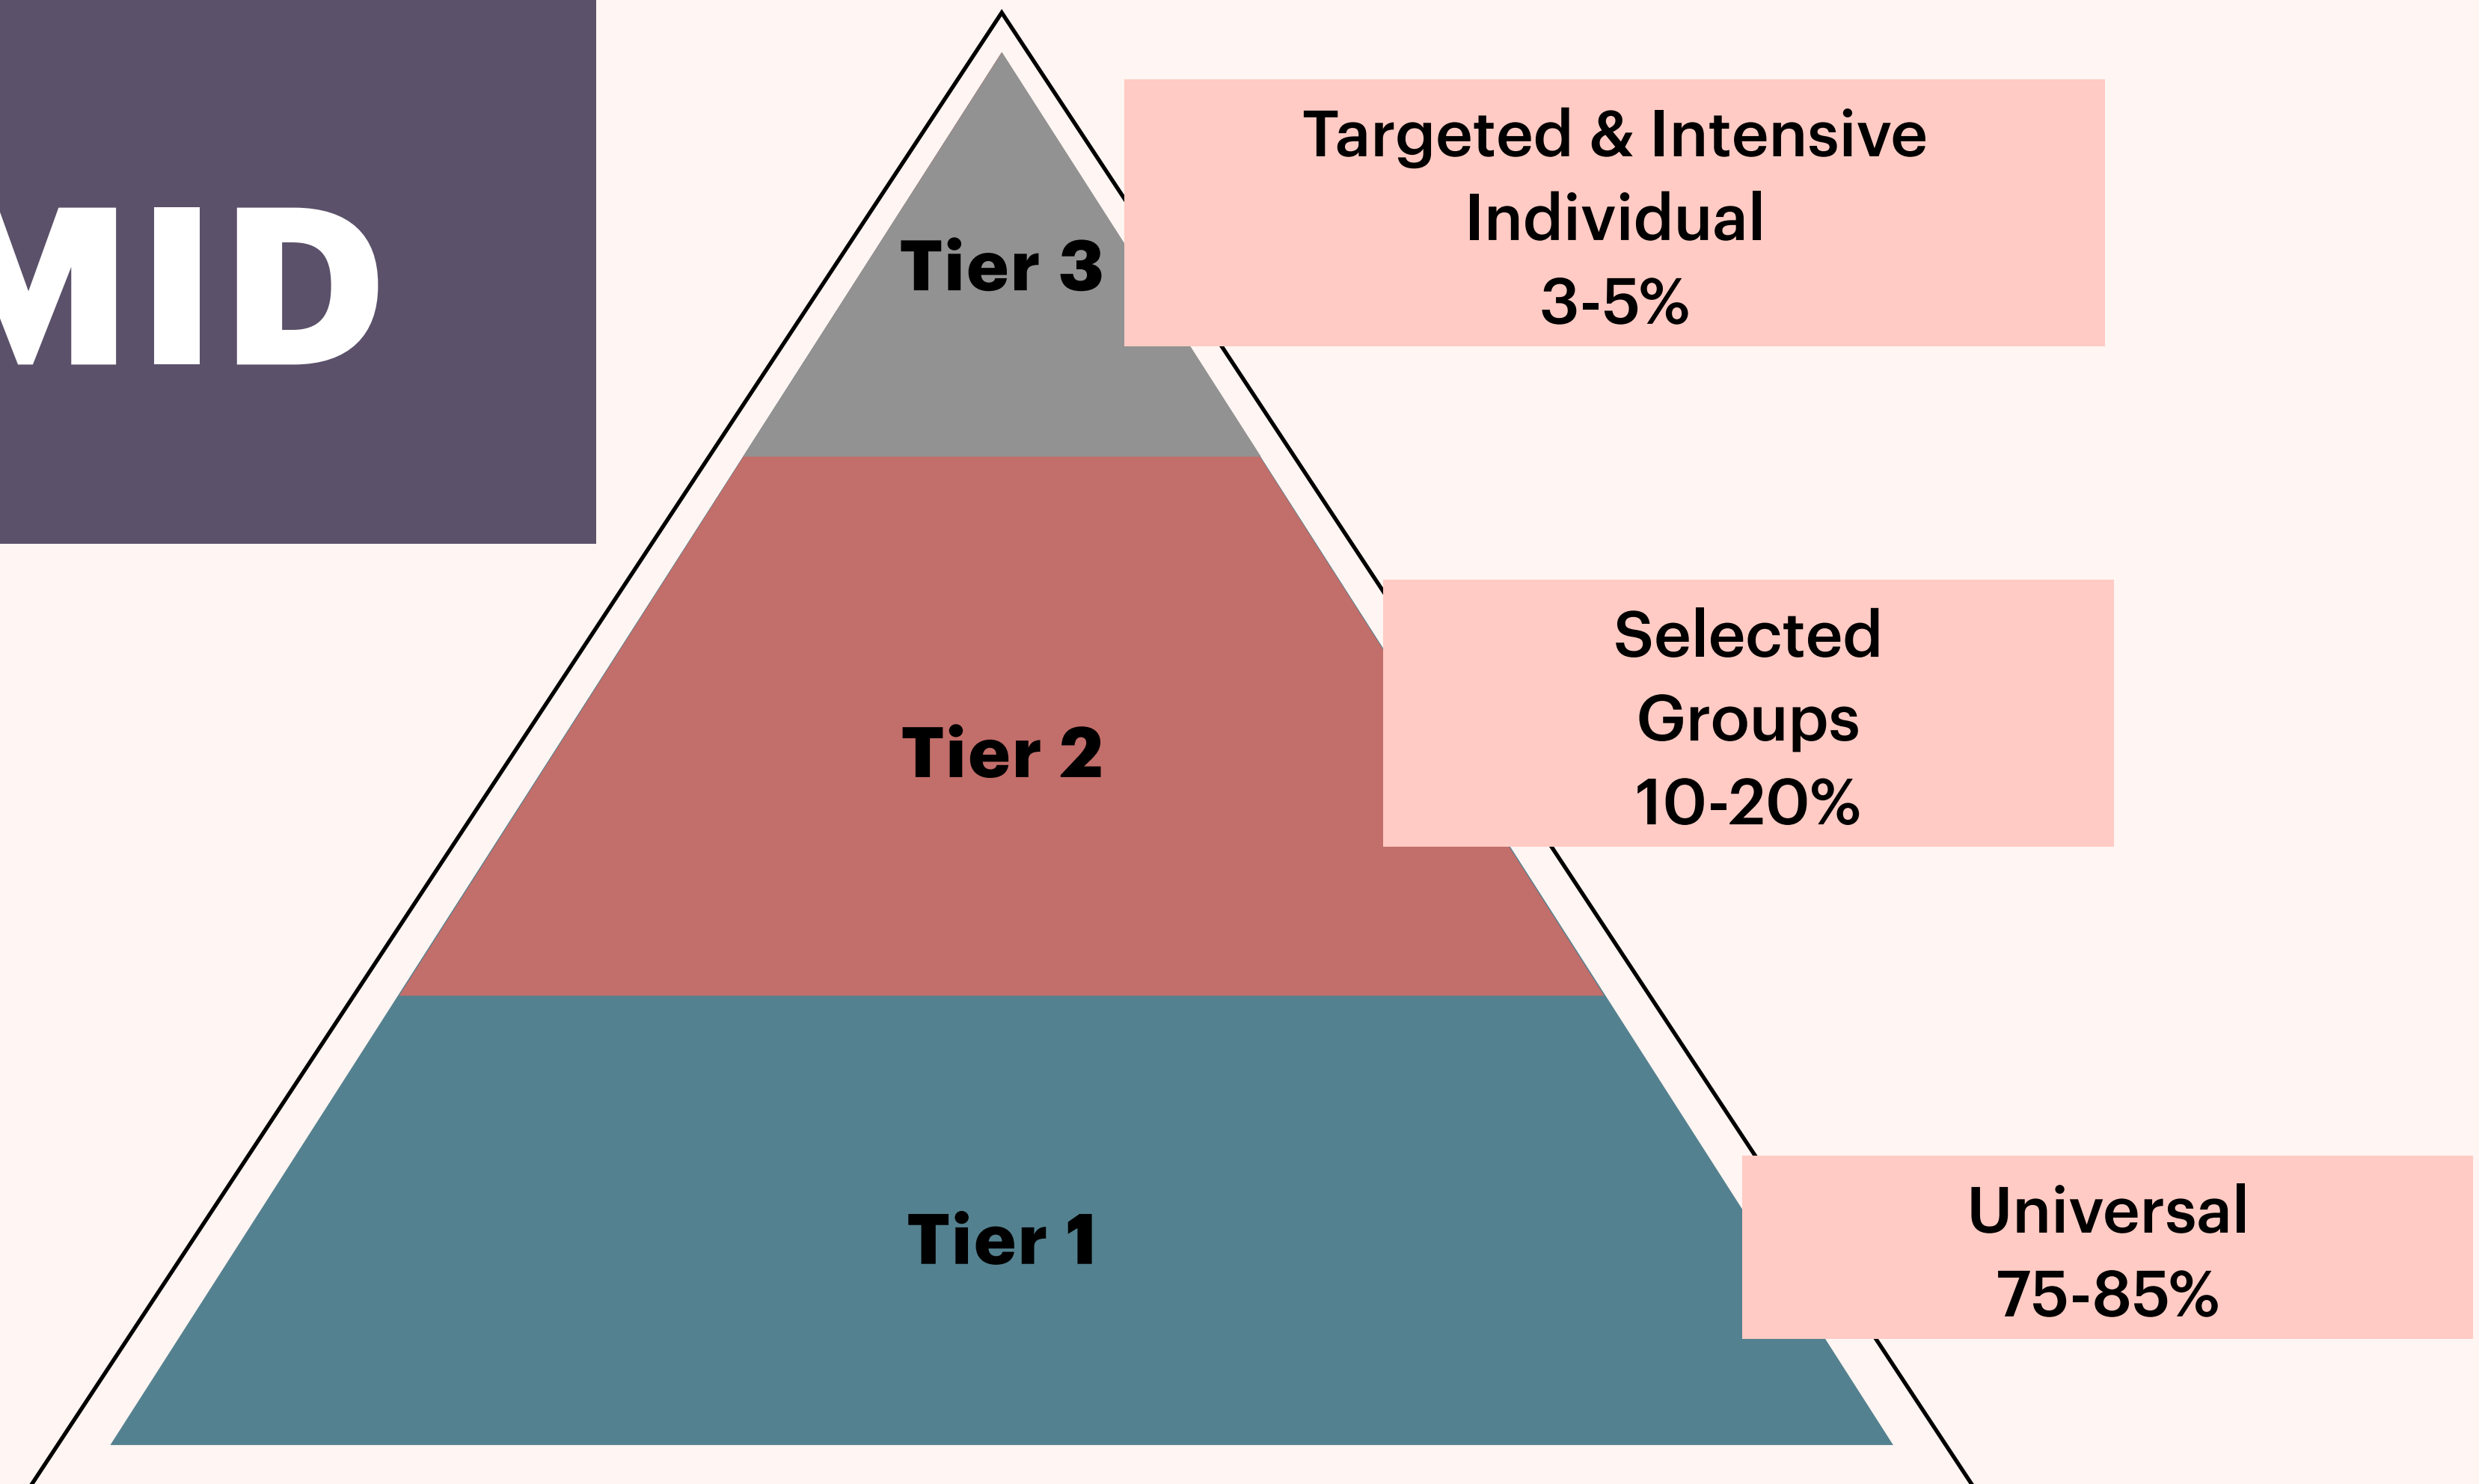 MID
Tier 3
Targeted & Intensive
Individual
3-5%
Tier 2
Selected
Groups
10-20%
Tier 1
Universal
75-85%